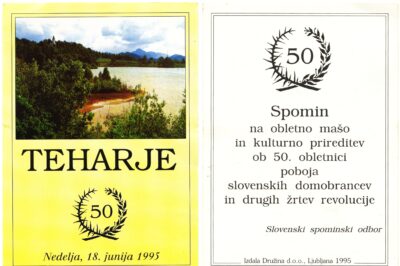 TEHARJE
50
Nedelja, 18. junija 1995
50
Spomin
na obletno mašo
in kulturno prireditev
ob 50. obletnici
poboja
slovenskih domobrancev
in drugih žrtev revolucije
Slovenski spominski odbor
Izdala Družina d.o.o., Ljubljana 1995